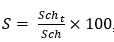 S = Sch_t / Sch × 100,